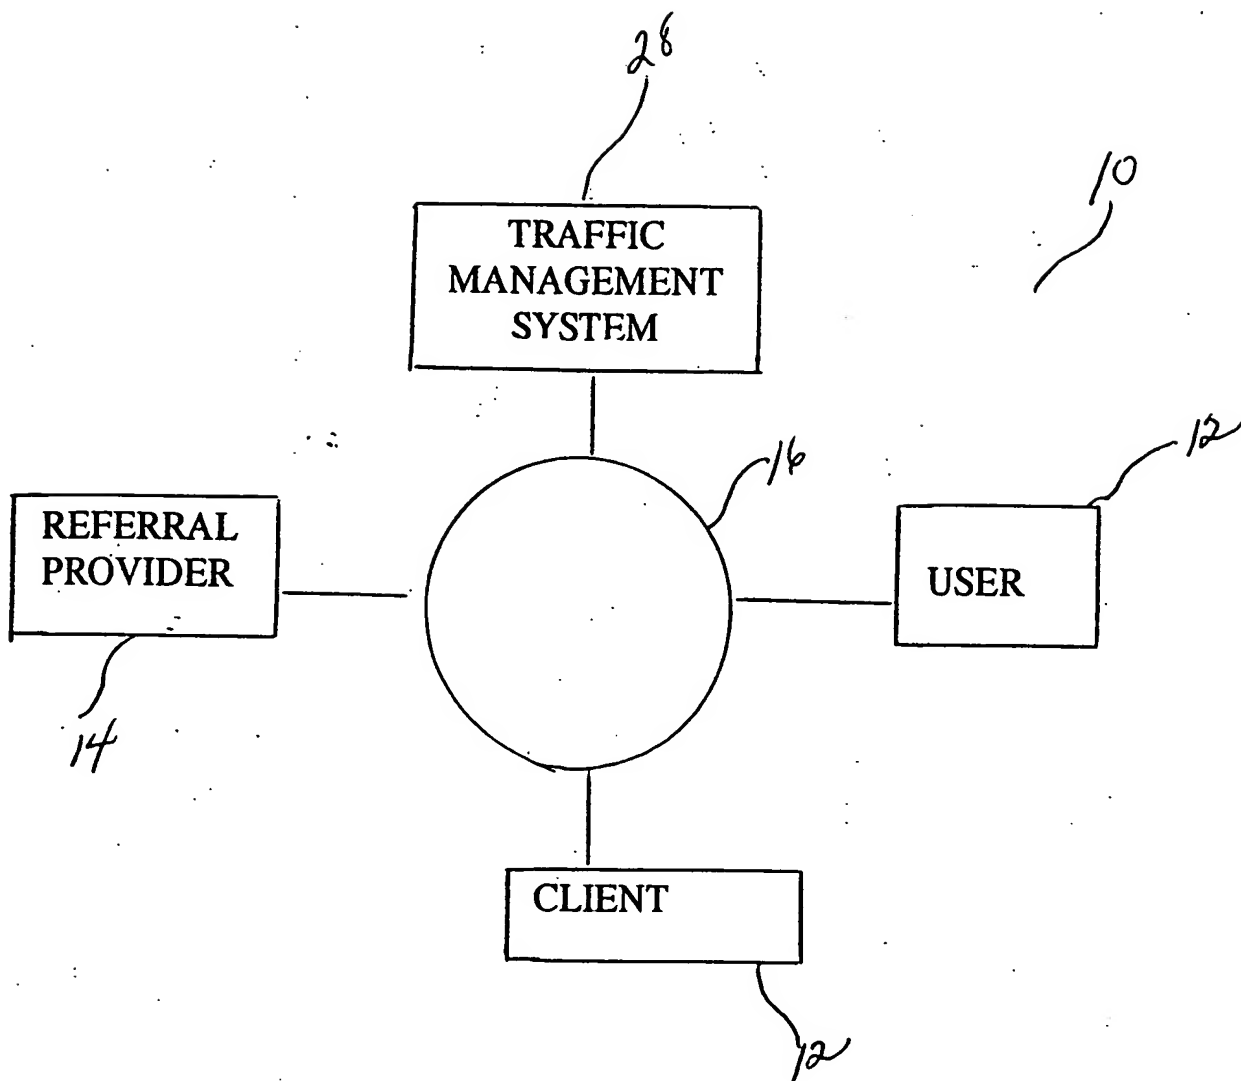 28
10
TRAFFIC
MANAGEMENT
SYSTEM
12
16
REFERRAL
PROVIDER
USER
14
CLIENT
12